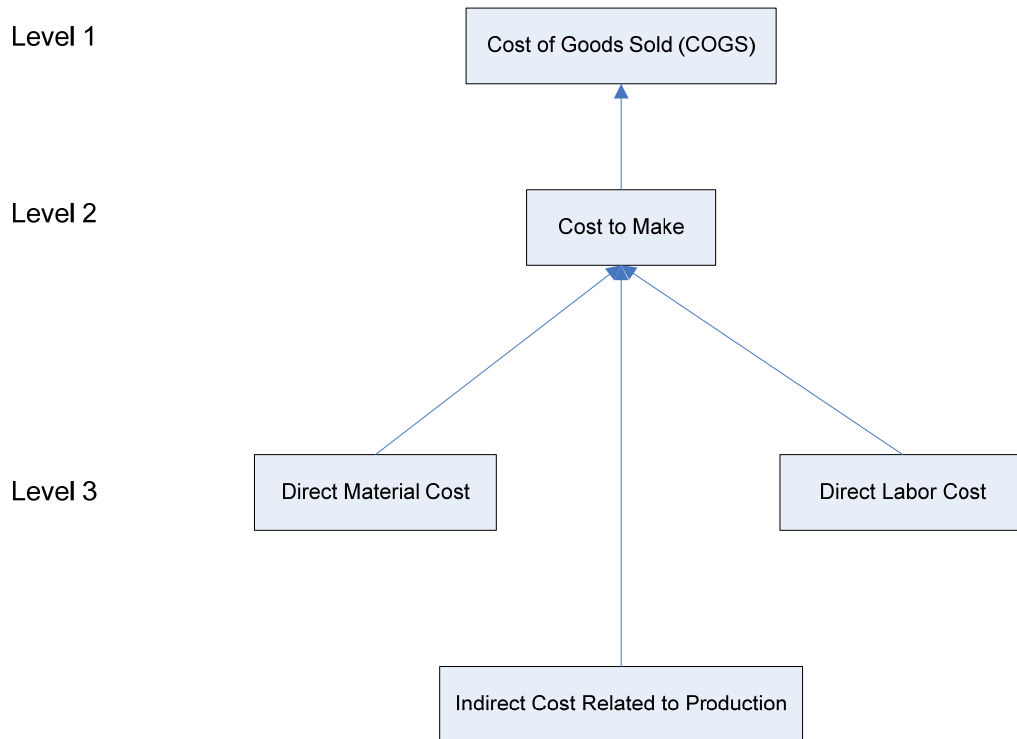 Level 1
Cost of Goods Sold (COGS)
Level 2
Cost to Make
Level 3
Direct Material Cost
Direct Labor Cost
Indirect Cost Related to Production